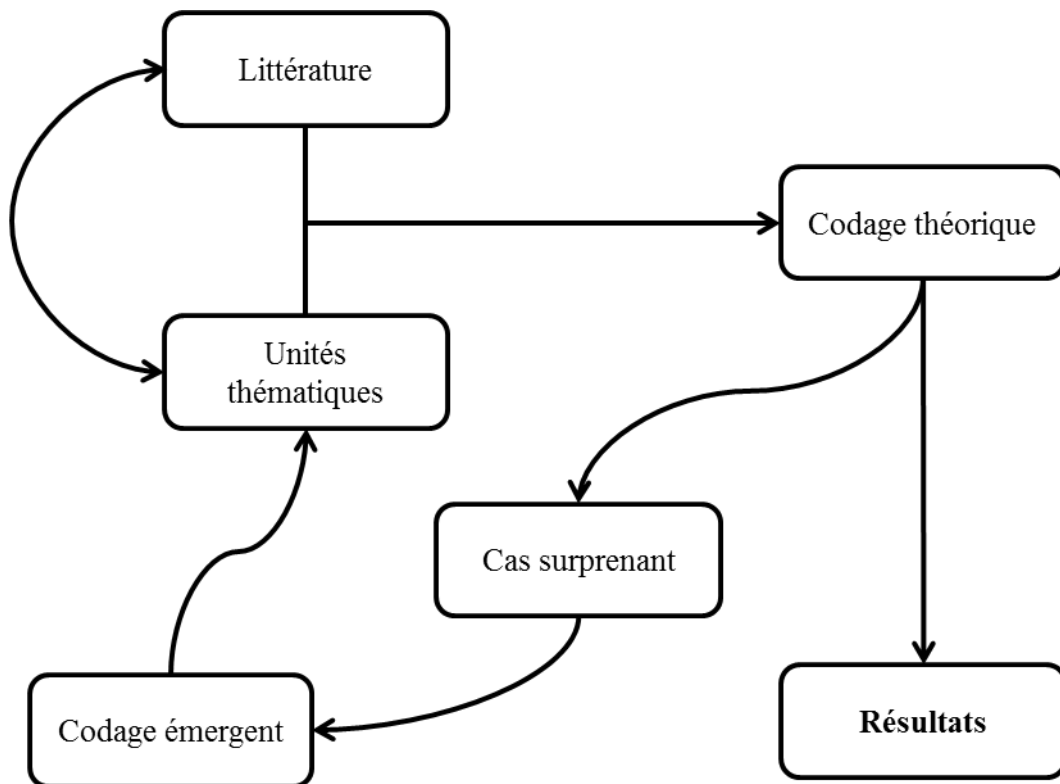 Littérature
Codage théorique
Unités
thématiques
Cas surprenant
Codage émergent
Résultats